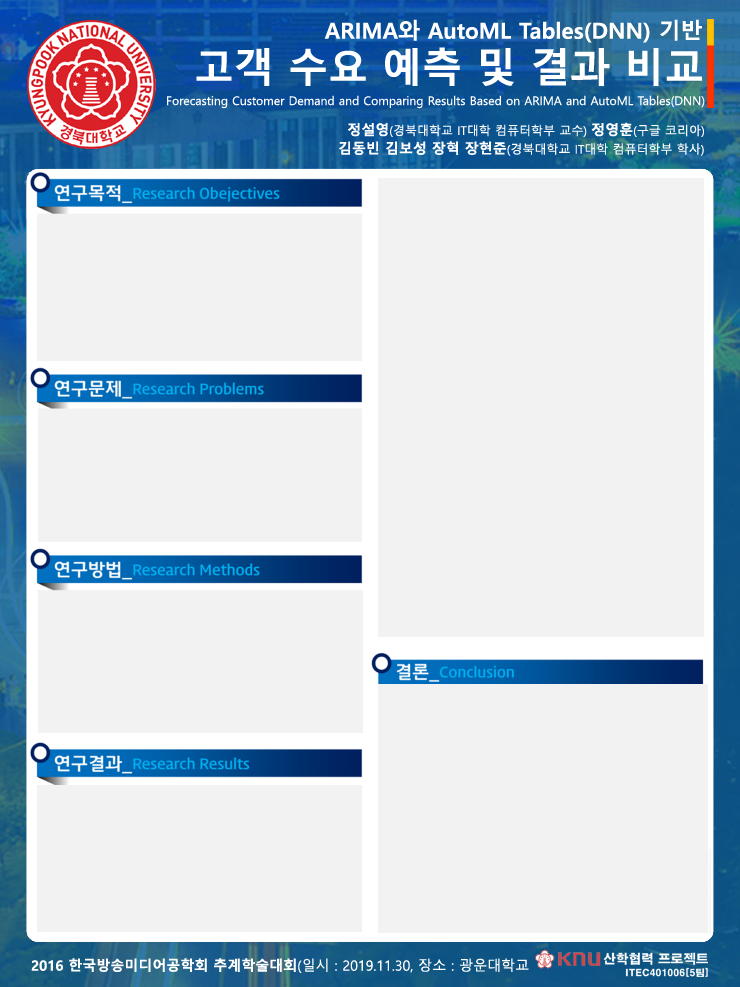 KYUNGPOOK NATIONAL UNIVERSITY
경북대학교
ARIMA와 AutoML Tables(DNN) 기반
고객 수요 예측 및 결과 비교
Forecasting Customer Demand and Comparing Results Based on ARIMA and AutoML Tables(DNN)
정설영(경북대학교 IT대학 컴퓨터학부 교수) 정영훈(구글 코리아)
김동빈 김보성 장혁 장현준(경북대학교 IT대학 컴퓨터학부 학사)
연구목적_Research Obejectives
연구문제_Research Problems
연구방법_Research Methods
연구결과_Research Results
결론_Conclusion
2016 한국방송미디어공학회 추계학술대회(일시 : 2019.11.30, 장소 : 광운대학교
KNU 산학협력 프로젝트
ITEC401006[5팀]